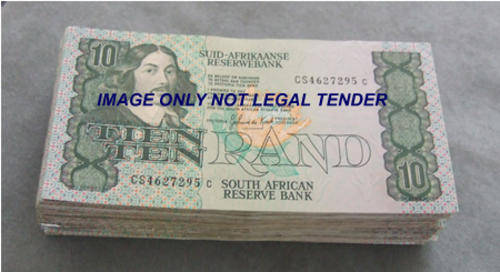 10
SUID-AFRIKAANSE
RESERWEBANK
CS4627295 C
IMAGE ONLY NOT LEGAL TENDER
TIEN
TEN RAND
CS4627295 C
SOUTH AFRICAN
RESERVE BANK
10